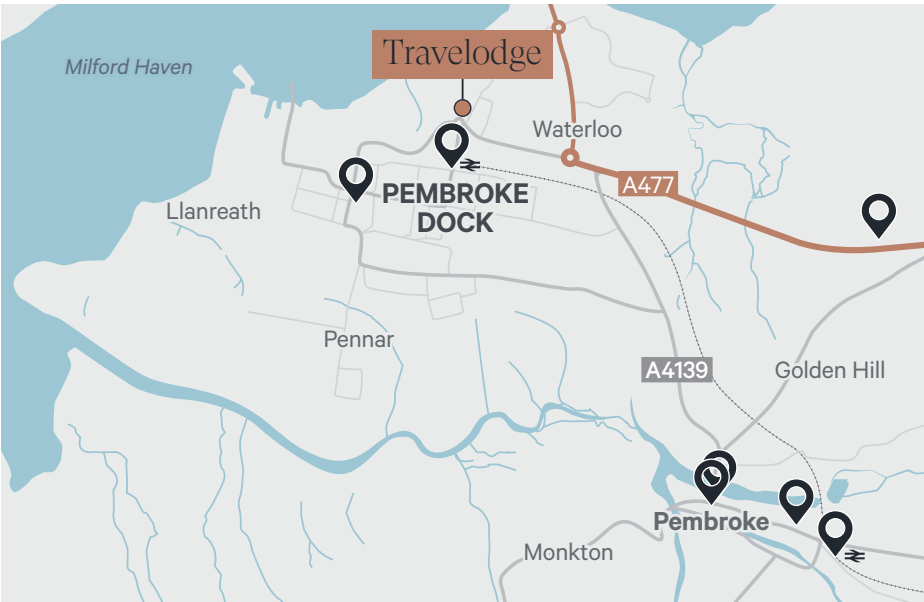 Travelodge
Milford Haven
Waterloo
A477
PEMBROKE
DOCK
Llanreath
Pennar
A4139
Golden Hill
Pembroke
Monkton